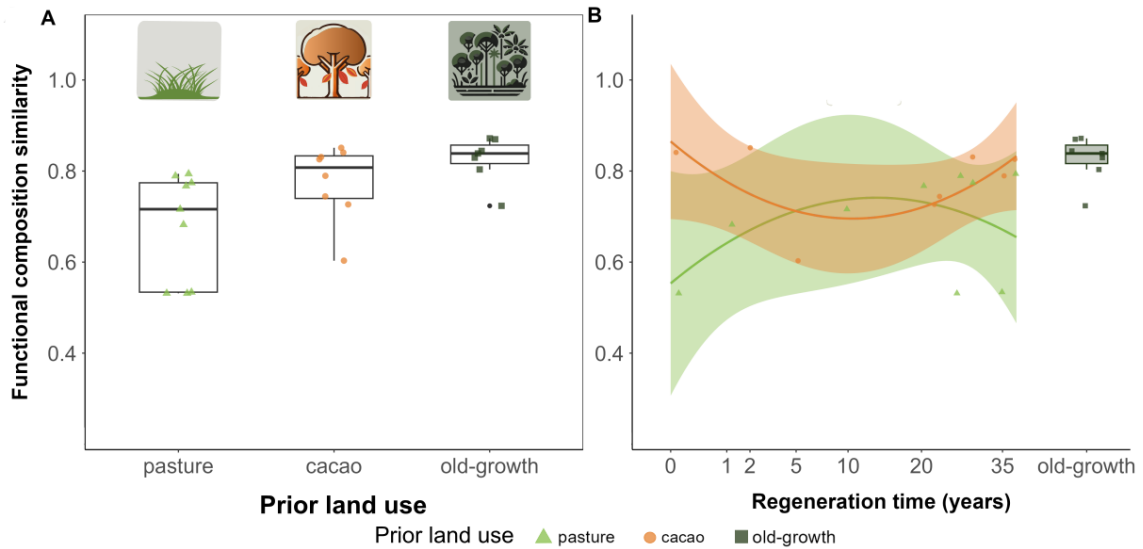 A
B
Functional composition similarity
1.0
0.8
0.6
0.4
pasture cacao old-growth
Prior land use
1.0
0.8
0.6
0.4
0 1 2 5 10 20 35 old-growth
Regeneration time (years)
Prior land use pasture cacao old-growth